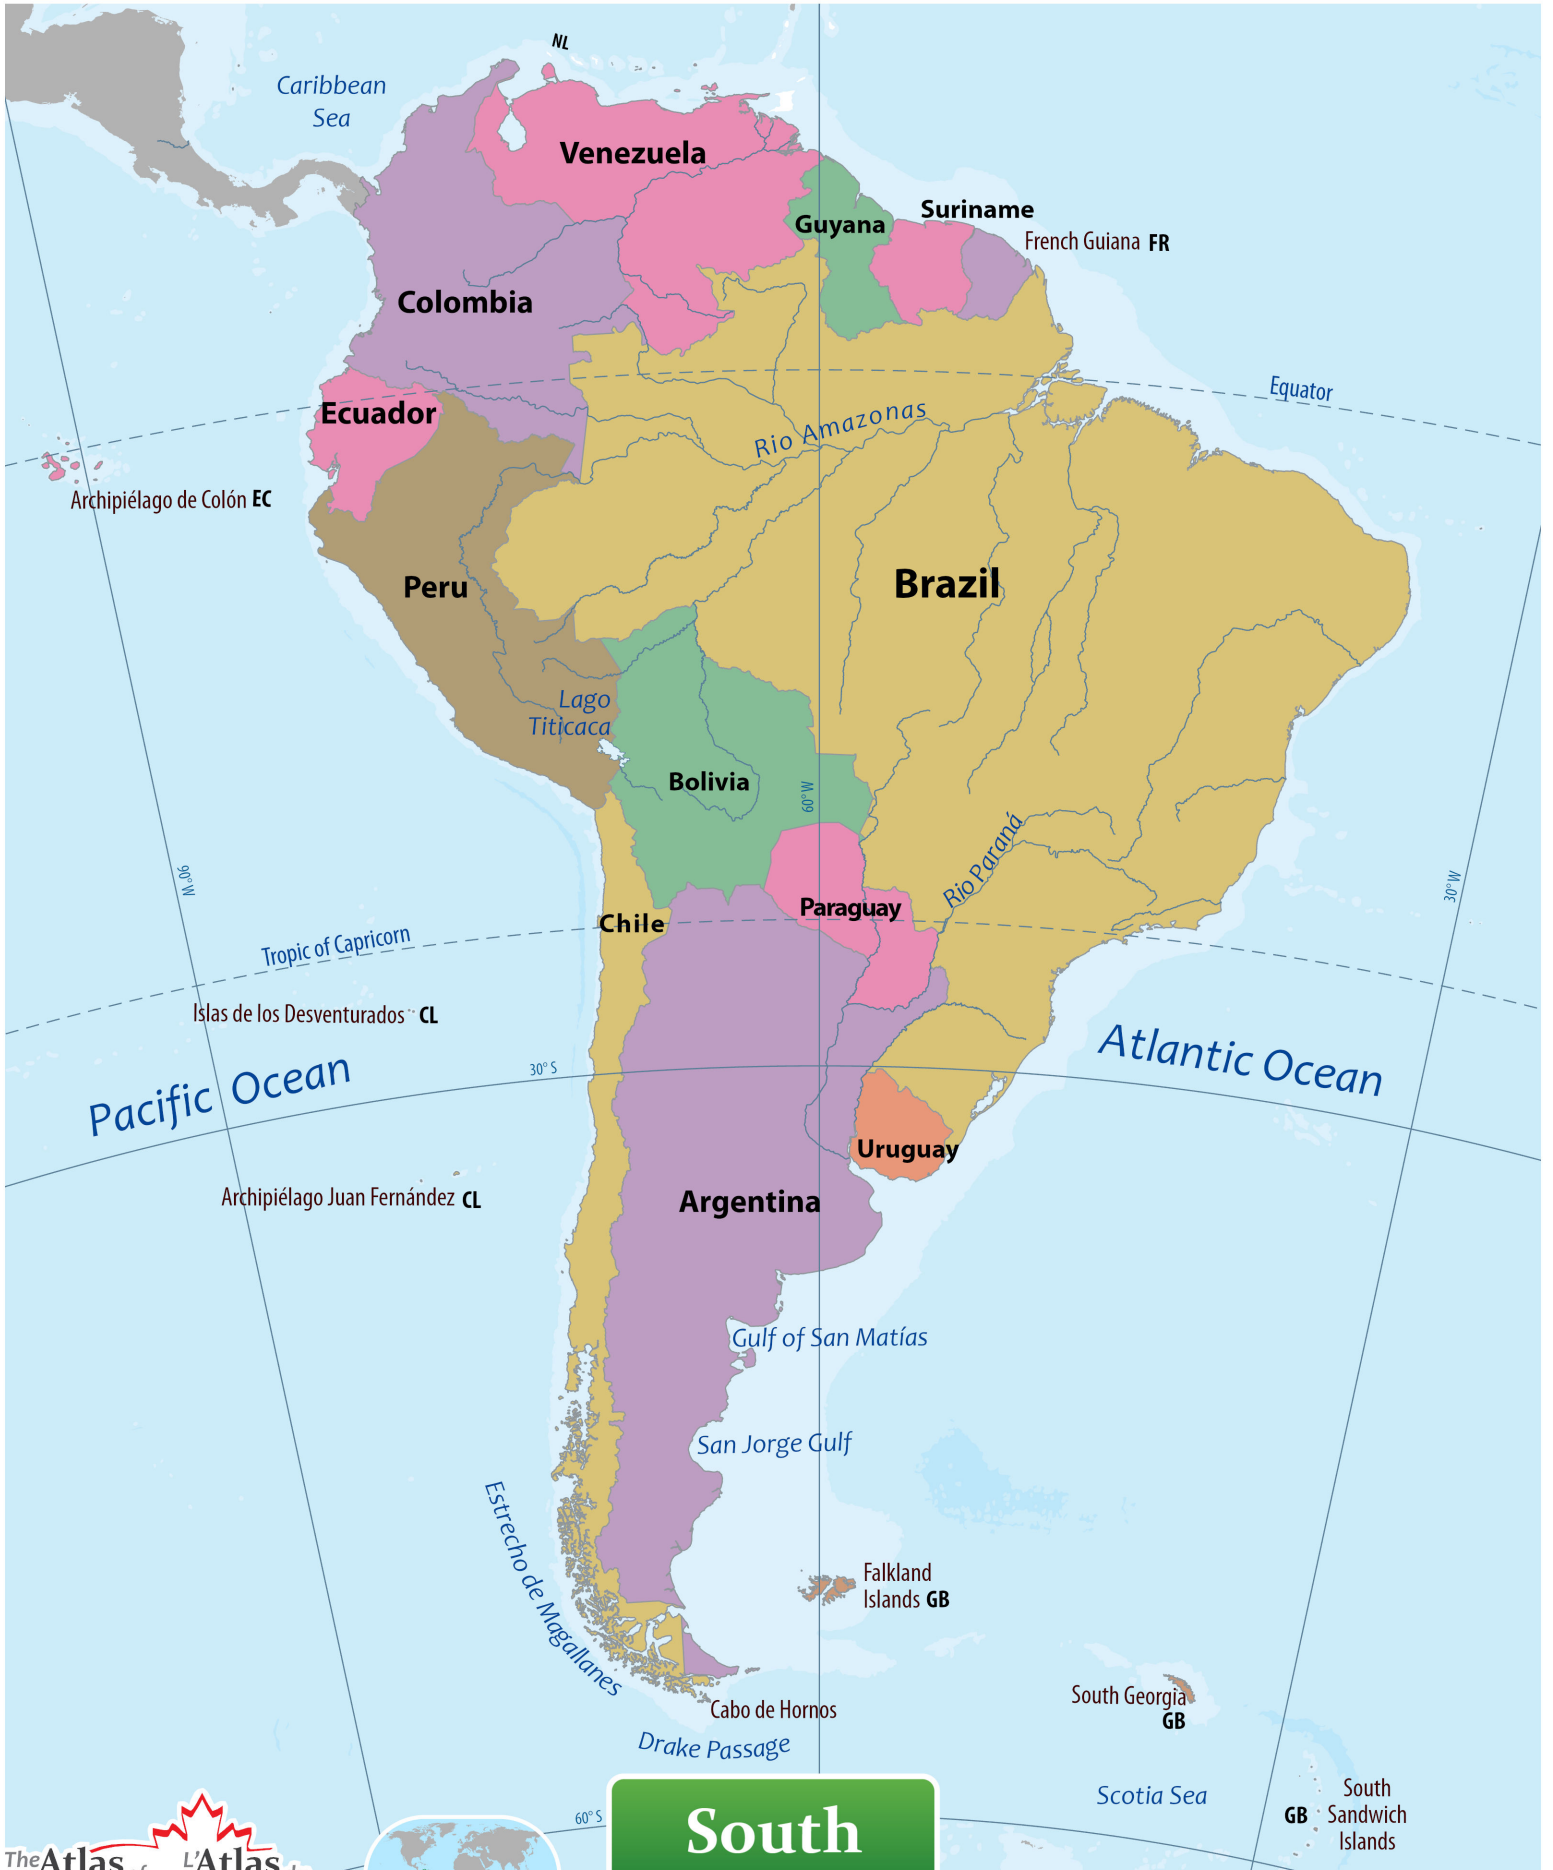 NL
Caribbean
Sea
Venezuela
Guyana
Suriname
French Guiana FR
Colombia
Equator
Ecuador
Rio Amazonas
Archipiélago de Colón EC
Peru
Brazil
Lago
Titicaca
Bolivia
60°W
Rio Paraná
90°W
30°W
Paraguay
Chile
Tropic of Capricorn
Islas de los Desventurados CL
Pacific Ocean
30° S
Atlantic Ocean
Uruguay
Archipiélago Juan Fernández CL
Argentina
Gulf of San Matías
San Jorge Gulf
Estrecho de Magallanes
Falkland
Islands GB
Cabo de Hornos
South Georgia
GB
Drake Passage
Scotia Sea
South
GB Sandwich
Islands
60° S
South
The Atlas
L'Atlas